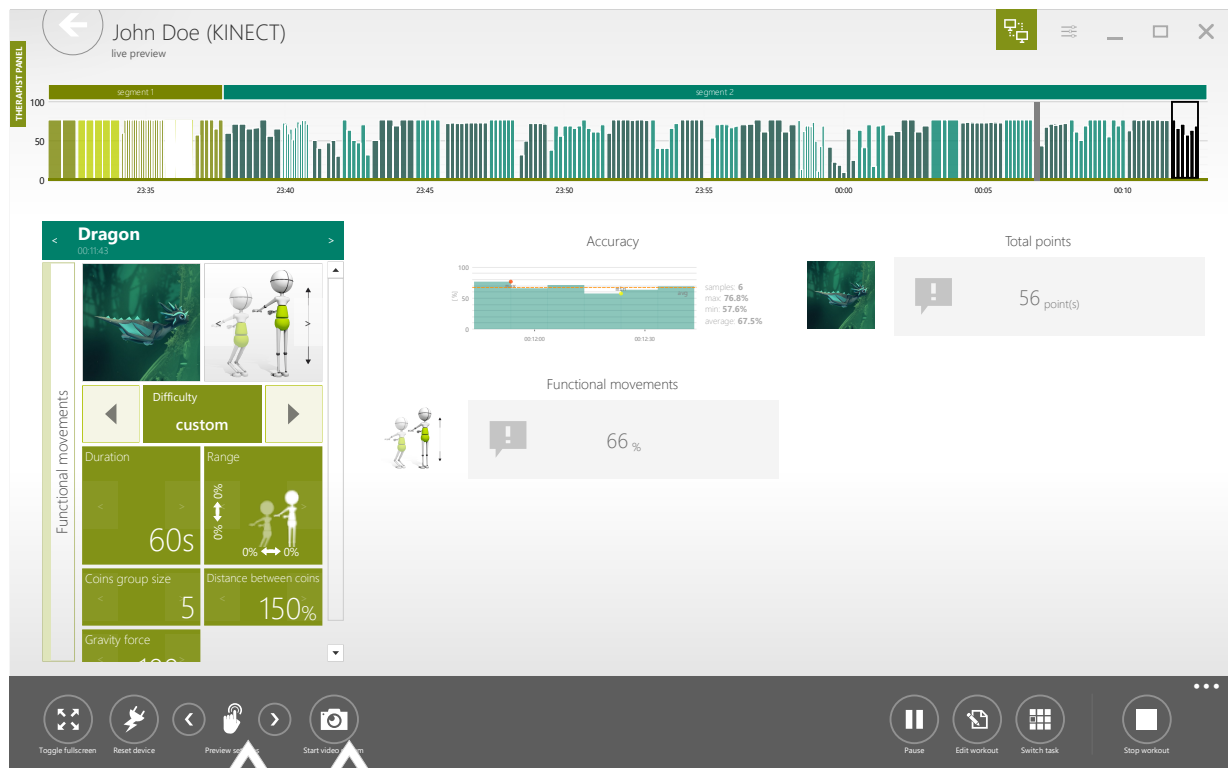 John Doe (KINECT)
live preview
THERAPIST PANEL
segment 1
segment 2
100
50
0
23:35
23:40
23:45
23:50
23:55
00:00
00:05
00:10
<
Dragon
>
00:11:43
Functional movements
< >
Difficulty
custom
Duration
< >
60s
Range
0% 0%
0% 0%
Coins group size
< >
5
Distance between coins
<
150%
Gravity force
Accuracy
100
50
0
[%]
avg
00:12:00
00:12:30
samples: 6
max: 76.8%
min: 57.6%
average: 67.5%
Total points
56 point(s)
Functional movements
66 %
Toggle fullscreen
Reset device
Preview
Start video
Pause
Edit workout
Switch task
Stop workout